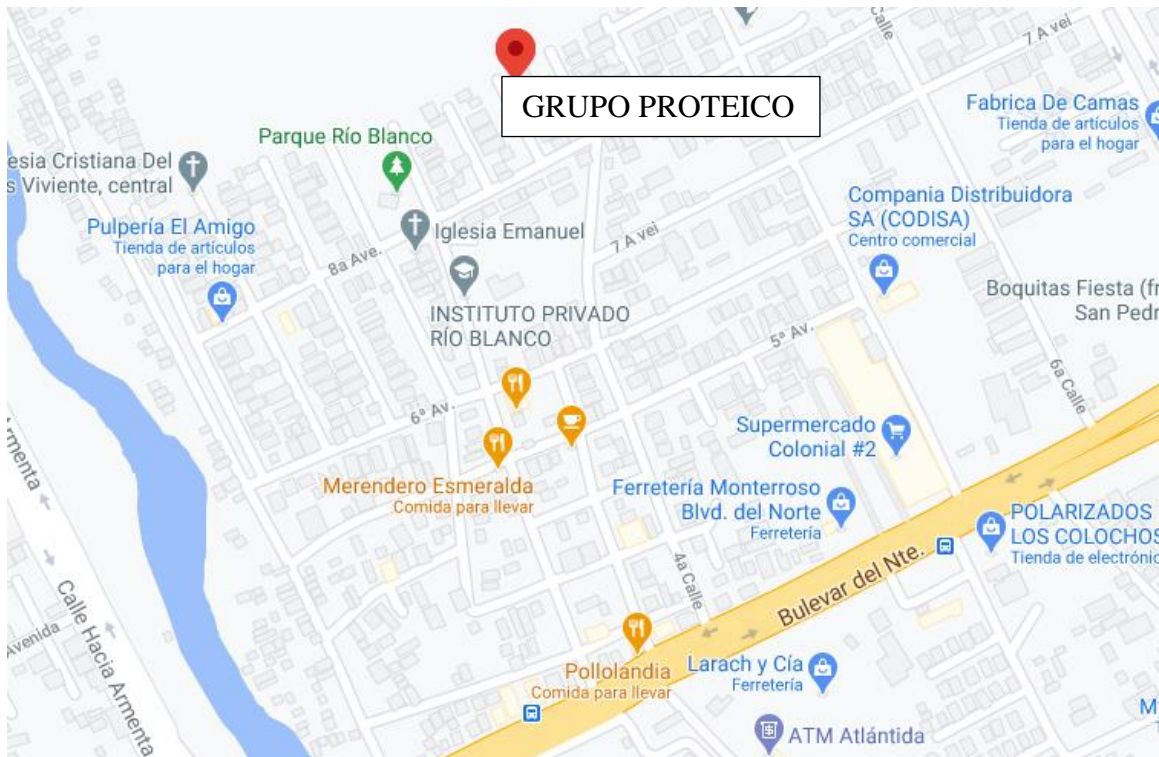 Calle
7 A vei
GRUPO PROTEICO
Fabrica De Camas
Tienda de artículos
para el hogar
Parque Río Blanco
esia Cristiana Del
s Viviente, central
Compania Distribuidora
SA (CODISA)
Centro comercial
Pulpería El Amigo
Tienda de artículos
para el hogar
8a Ave.
Iglesia Emanuel
7 A vei
INSTITUTO PRIVADO
RÍO BLANCO
Boquitas Fiesta (fr
San Pedr
5ª Av.
6ª Av.
6a Calle
Armenta
Supermercado
Colonial #2
Merendero Esmeralda
Comida para llevar
Ferretería Monterroso
Blvd. del Norte
Ferretería
POLARIZADOS
LOS COLOCHOS
Tienda de electrónic
4a Calle
Bulevar del Nte.
Calle Hacia Armenta
Avenida
Pollolandia
Comida para llevar
Larach y Cía
Ferretería
ATM Atlántida
M